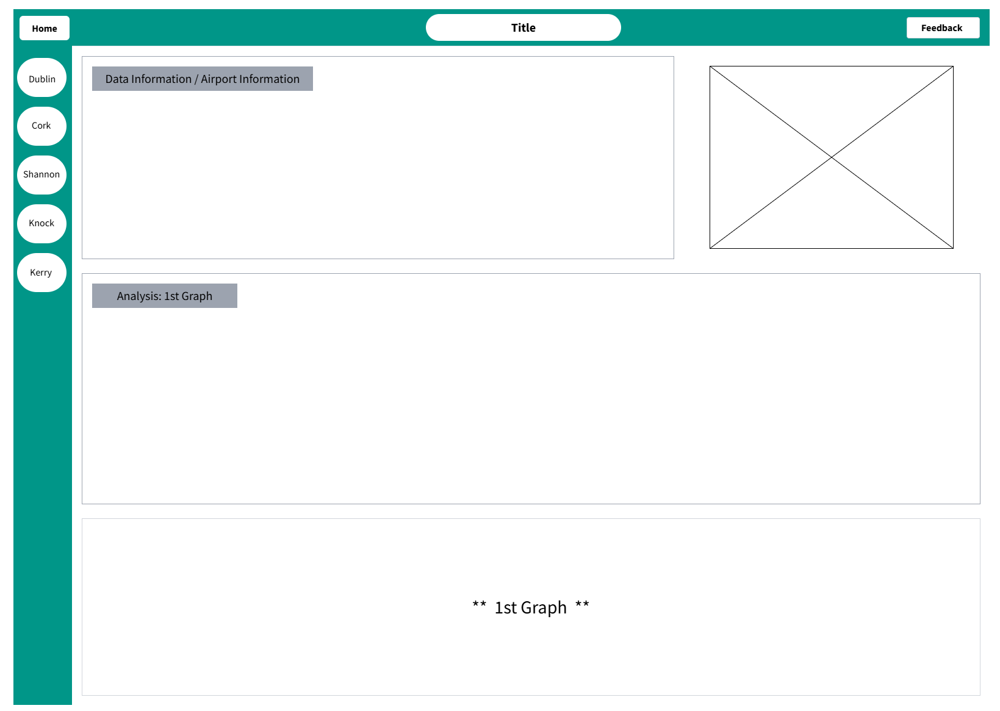 Home
Title
Feedback
Dublin
Cork
Shannon
Knock
Kerry
Data Information / Airport Information
Analysis: 1st Graph
** 1st Graph **